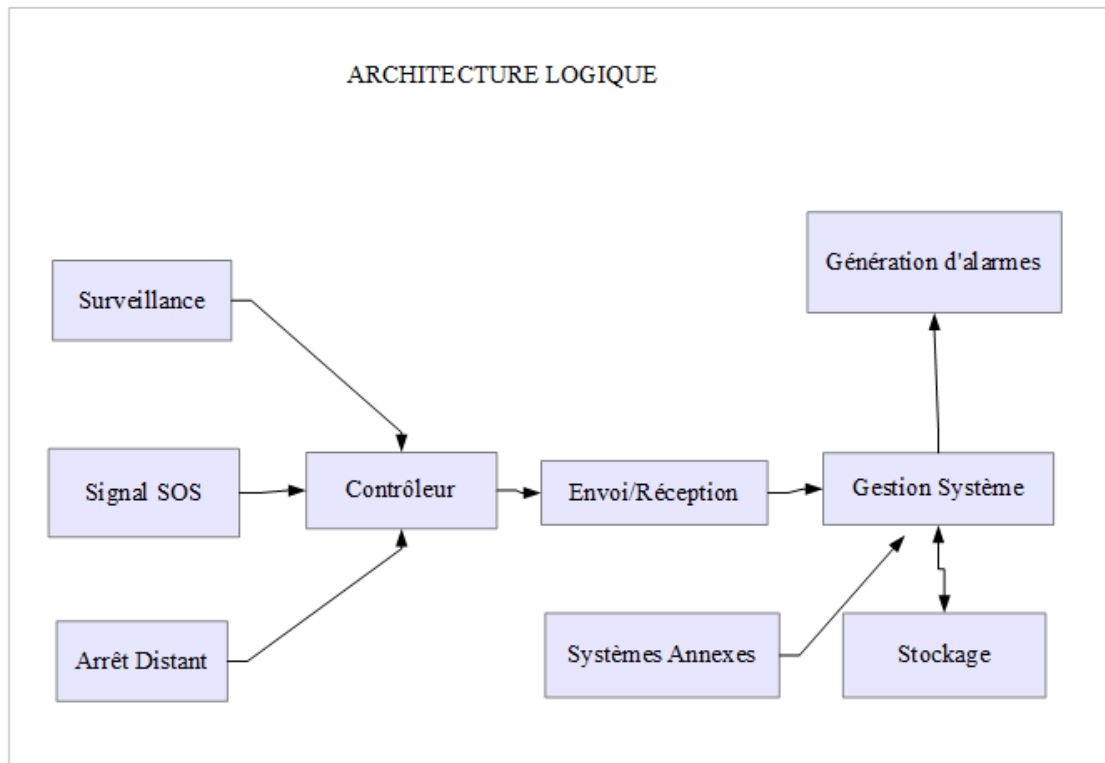 ARCHITECTURE LOGIQUE
Génération d'alarmes
Surveillance
Signal SOS
Contrôleur
Envoi/Réception
Gestion Système
Arrêt Distant
Systèmes Annexes
Stockage